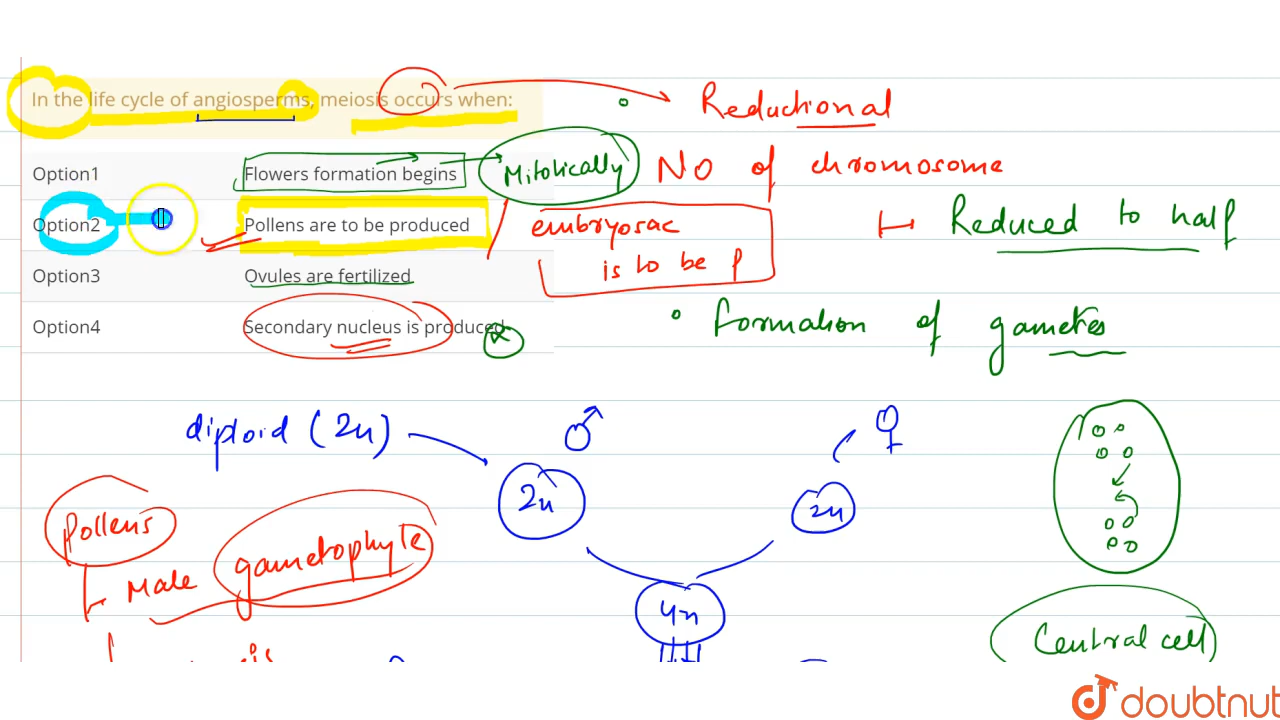 In the life cycle of angiosperms, meiosis occurs when:
Reductional
Option1 Flowers formation begins
Mitotically
No of chromosome
Option2 Pollens are to be produced
embryosac
is to be p
Reduced to half
Option3 Ovules are fertilized
Option4 Secondary nucleus is produced
Formation of gametes
diploid (2n)
♂
♀
2n
2n
Pollens
Male gametophyte
4n
Central cell
doubtnut